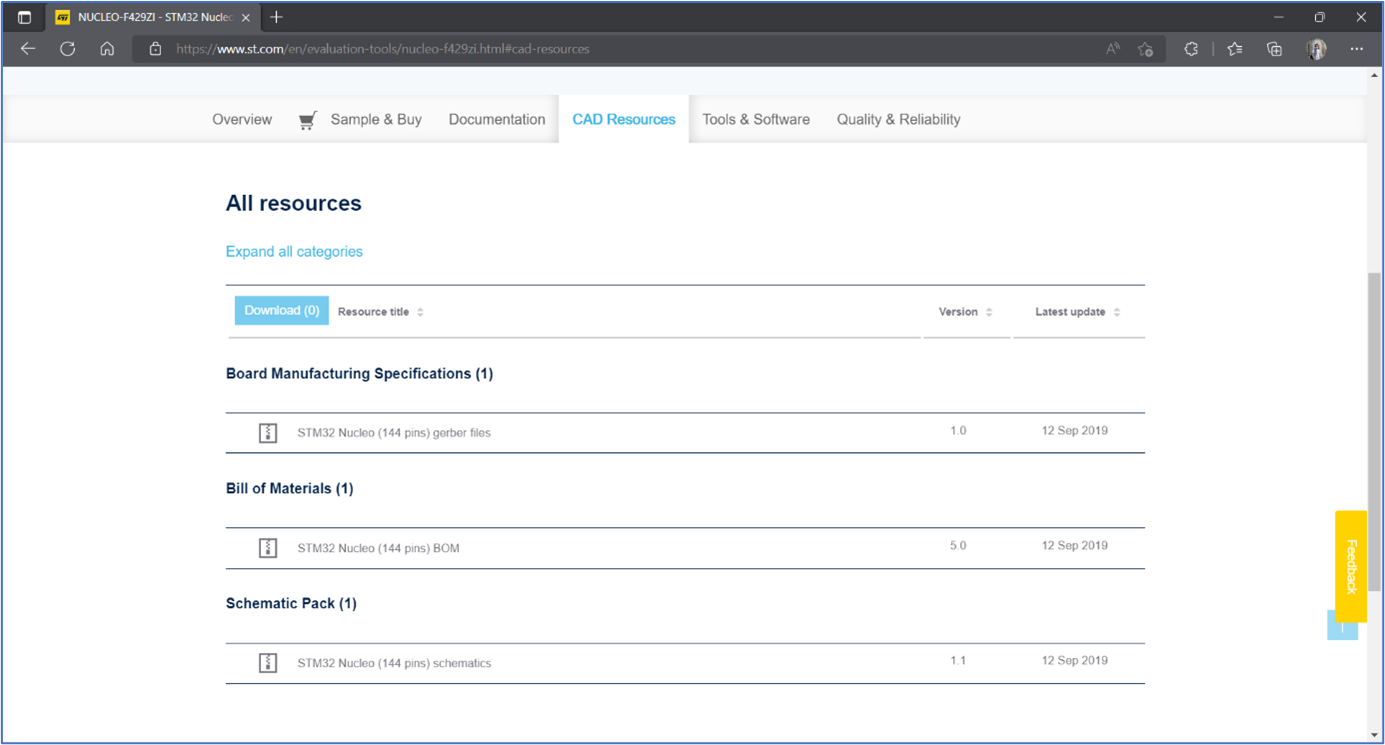 NUCLEO-F429ZI - STM32 Nucleo
https://www.st.com/en/evaluation-tools/nucleo-f429zi.html#cad-resources
Overview Sample & Buy Documentation CAD Resources Tools & Software Quality & Reliability
All resources
Expand all categories
Download (0) Resource title Version Latest update
Board Manufacturing Specifications (1)
STM32 Nucleo (144 pins) gerber files 1.0 12 Sep 2019
Bill of Materials (1)
STM32 Nucleo (144 pins) BOM 5.0 12 Sep 2019
Feedback
Schematic Pack (1)
STM32 Nucleo (144 pins) schematics 1.1 12 Sep 2019